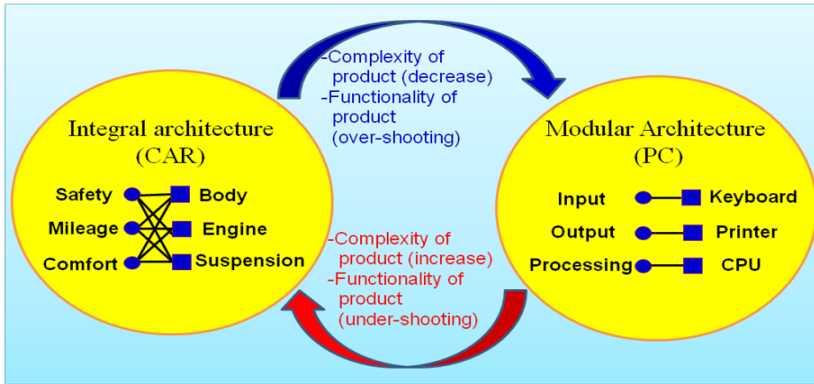 -Complexity of
product (decrease)
-Functionality of
product
(over-shooting)
Integral architecture
(CAR)
Safety Body
Mileage Engine
Comfort Suspension
Modular Architecture
(PC)
Input Keyboard
Output Printer
Processing CPU
-Complexity of
product (increase)
-Functionality of
product
(under-shooting)